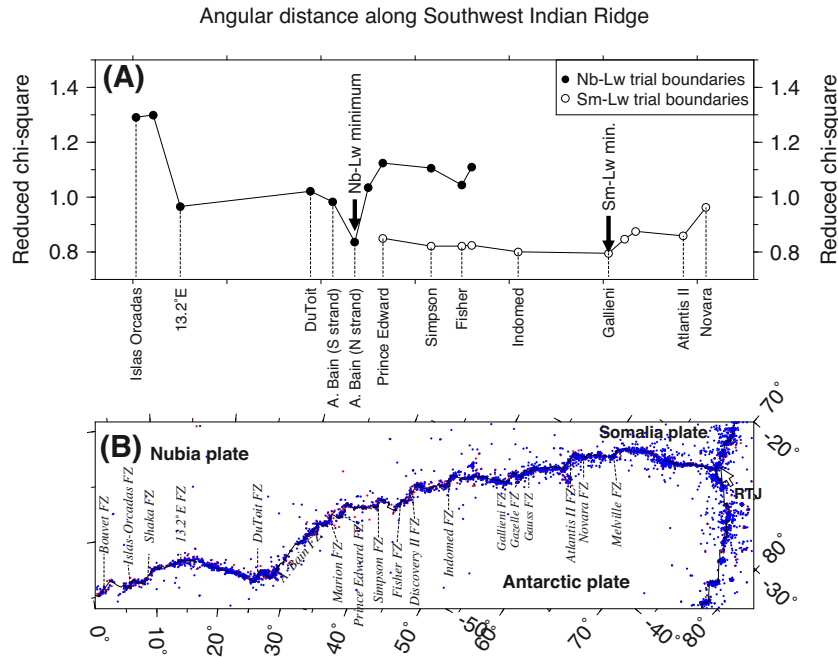 Angular distance along Southwest Indian Ridge
(A)
Reduced chi-square
1.4
1.2
1.0
0.8
Nb-Lw minimum
Sm-Lw min.
Nb-Lw trial boundaries
Sm-Lw trial boundaries
1.4
1.2
1.0
0.8
Reduced chi-square
Islas Orcadas
13.2°E
DuToit
A. Bain (S strand)
A. Bain (N strand)
Prince Edward
Simpson
Fisher
Indomed
Gallieni
Atlantis II
Novara
(B)
Nubia plate
Somalia plate
Antarctic plate
RTJ
Bouvet FZ
Islas-Orcadas FZ
Shaka FZ
13.2°E FZ
DuToit FZ
A. Bain FZ
Marion FZ
Prince Edward FZ
Simpson FZ
Fisher FZ
Discovery II FZ
Indomed FZ
Gallieni FZ
Gazelle FZ
Gauss FZ
Atlantis II FZ
Novara FZ
Melville FZ
70°
-20°
80°
-30°
0°
10°
20°
30°
40°
-50°
50°
60°
70°
-40°
80°